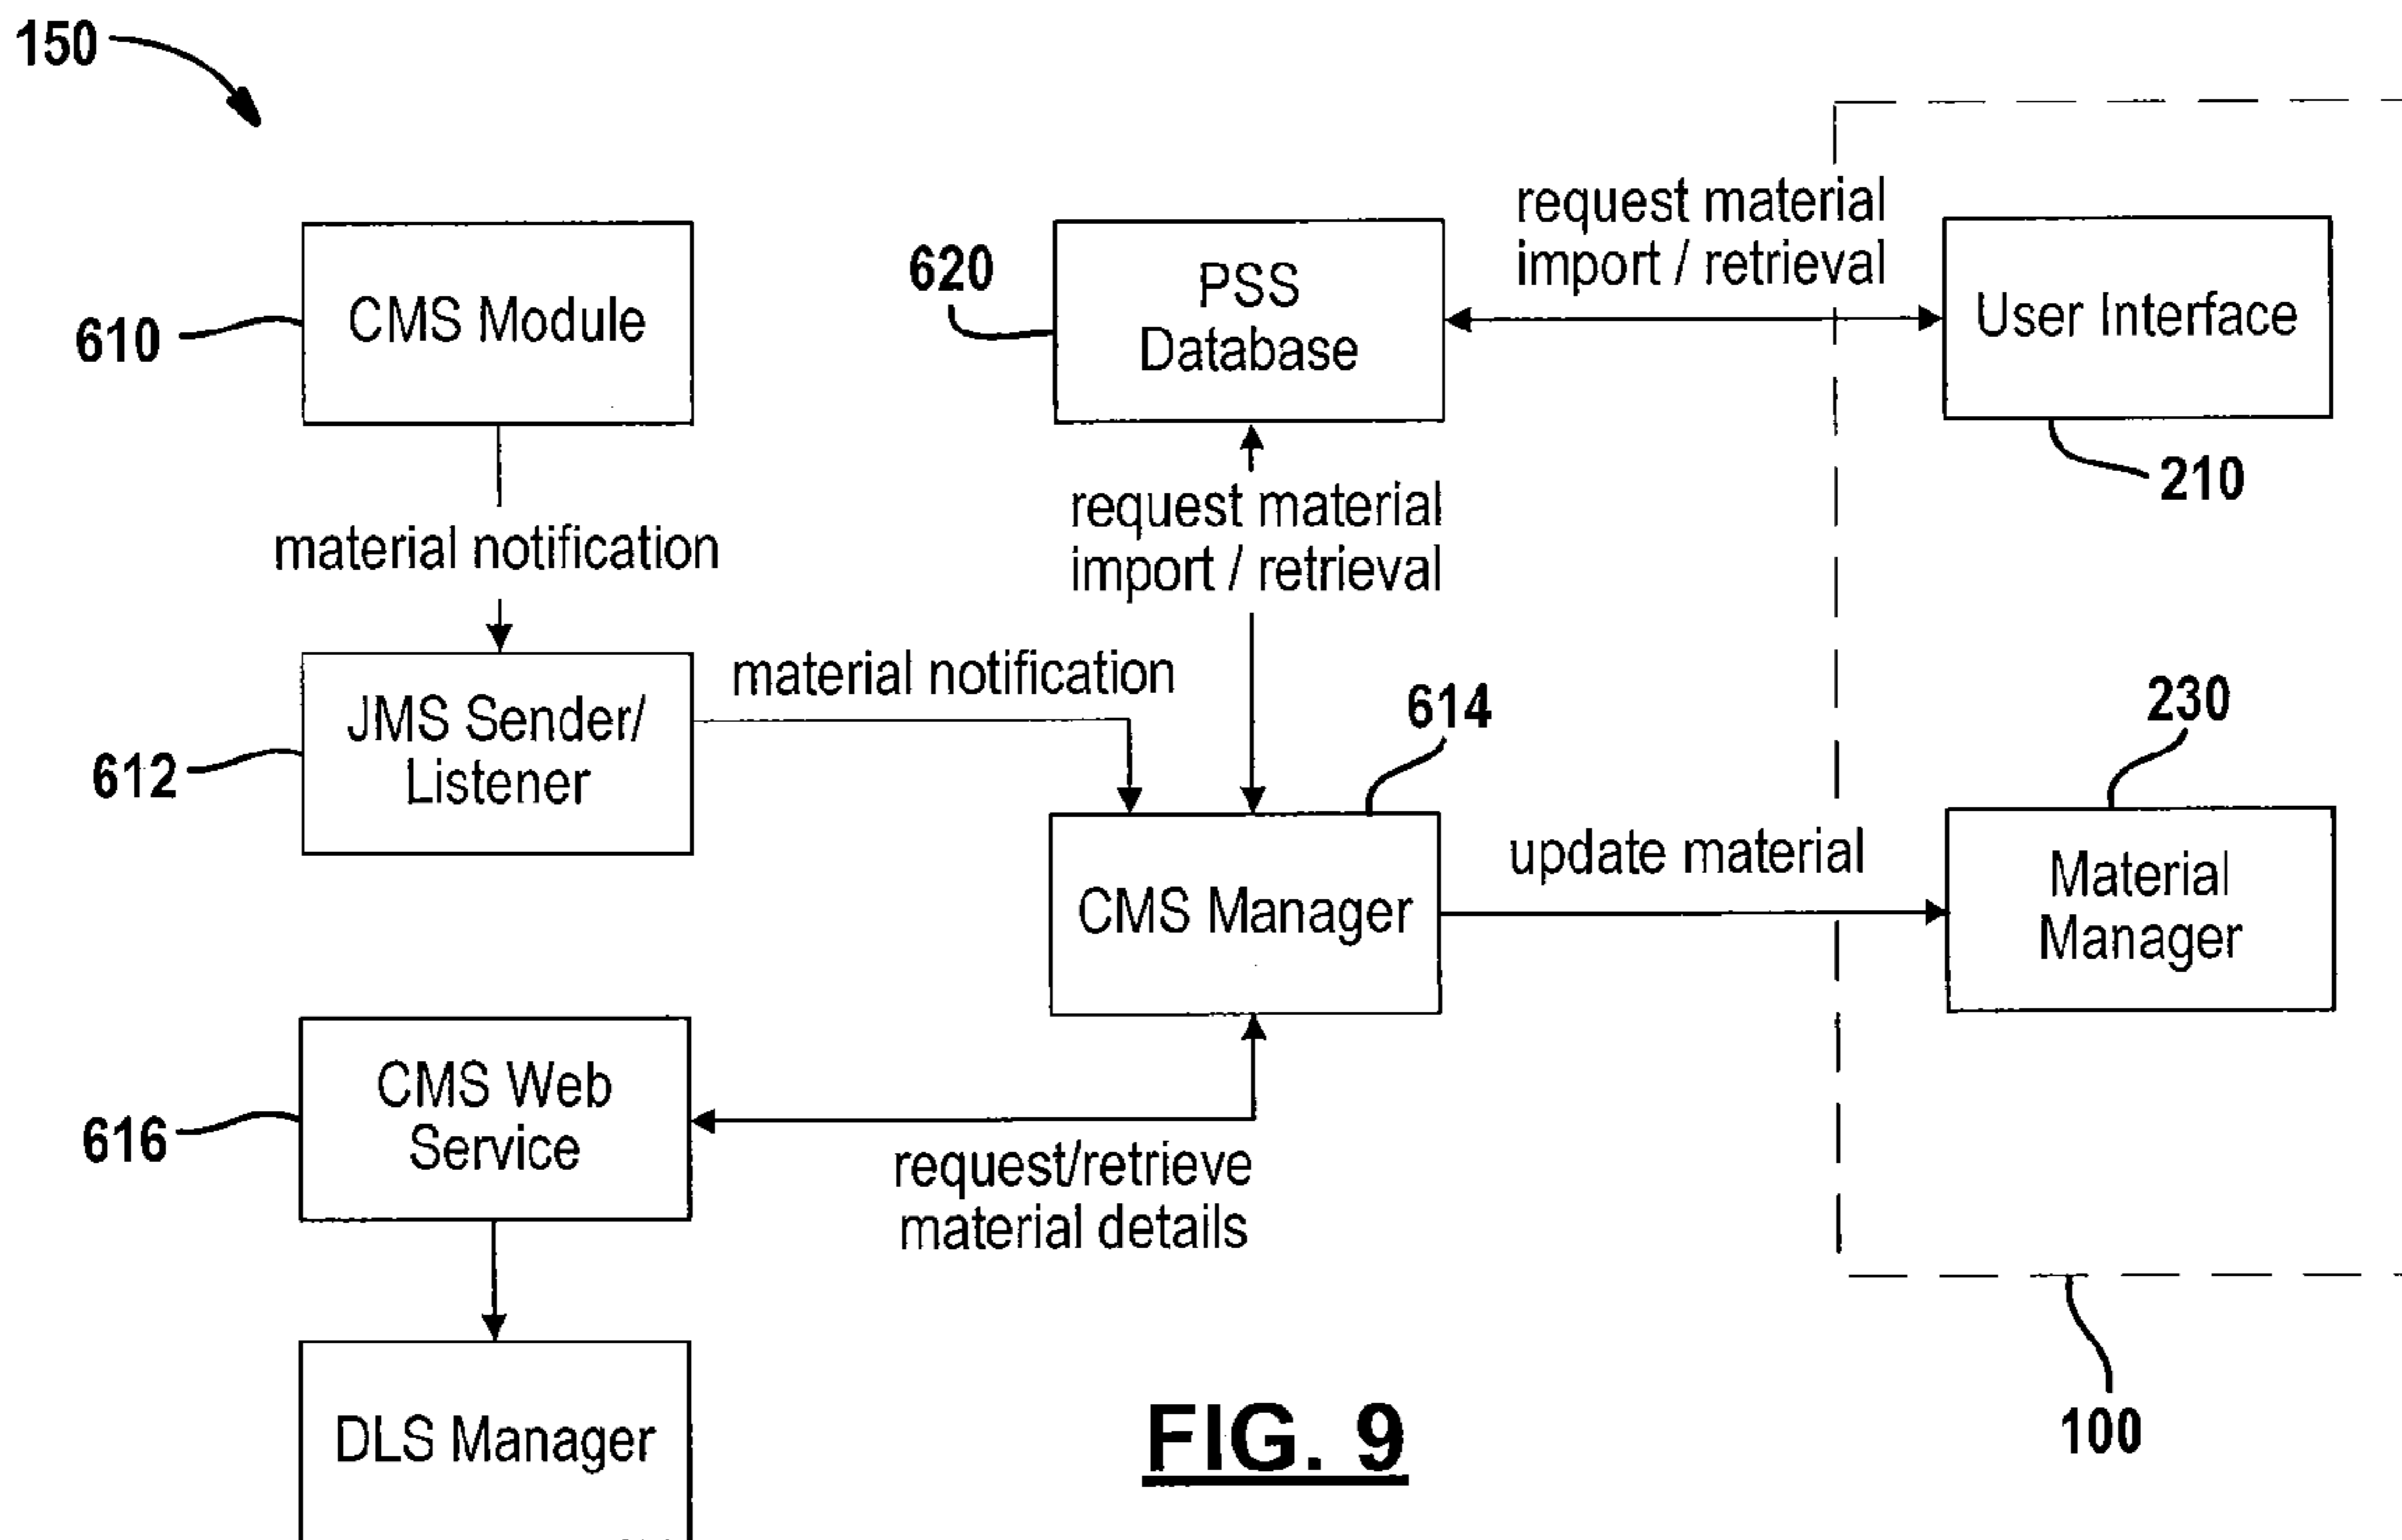 150
CMS Module
610
material notification
JMS Sender/
Listener
612
material notification
620
PSS
Database
request material
import / retrieval
request material
import / retrieval
User Interface
210
614
CMS Manager
update material
230
Material
Manager
CMS Web
Service
616
request/retrieve
material details
DLS Manager
100
FIG. 9